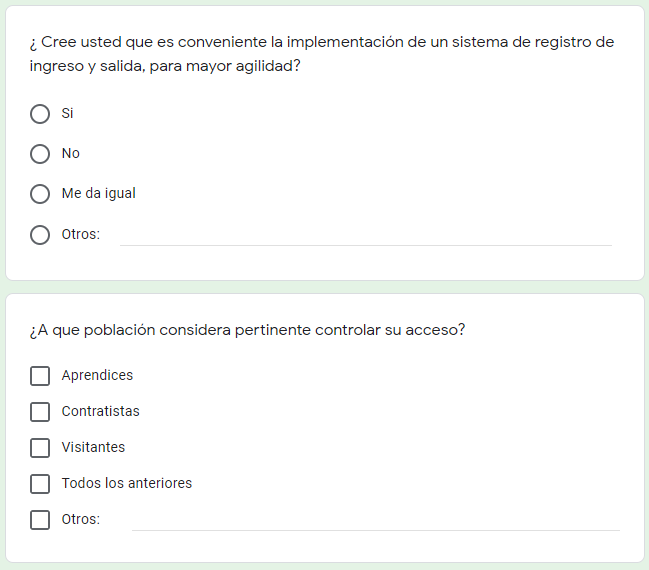 ¿ Cree usted que es conveniente la implementación de un sistema de registro de
ingreso y salida, para mayor agilidad?
Si
No
Me da igual
Otros:
¿A que población considera pertinente controlar su acceso?
Aprendices
Contratistas
Visitantes
Todos los anteriores
Otros: